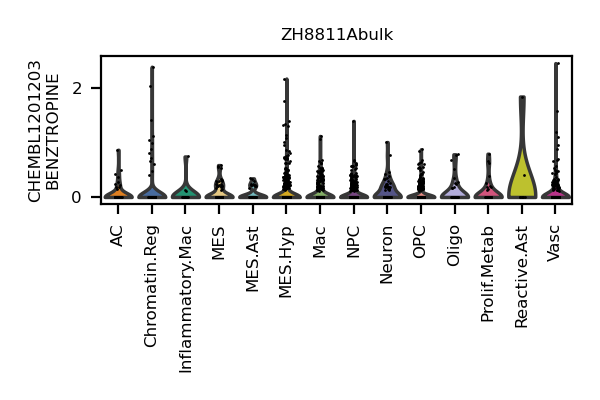 ZH8811Abulk
CHEMBL1201203
BENZTROPINE
2
0
AC
Chromatin.Reg
Inflammatory.Mac
MES
MES.Ast
MES.Hyp
Mac
NPC
Neuron
OPC
Oligo
Prolif.Metab
Reactive.Ast
Vasc